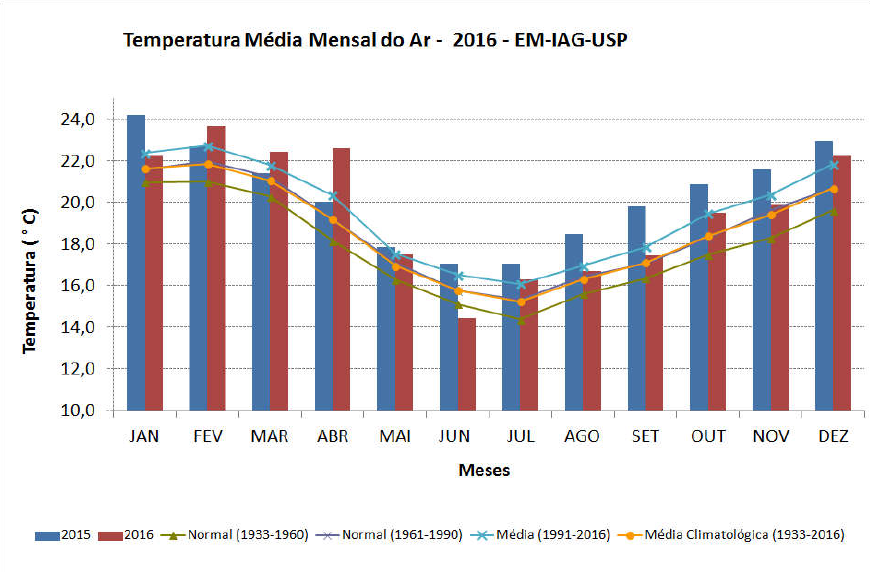 Temperatura Média Mensal do Ar - 2016 - EM-IAG-USP
Temperatura ( ° C)
24,0
22,0
20,0
18,0
16,0
14,0
12,0
10,0
JAN FEV MAR ABR MAI JUN JUL AGO SET OUT NOV DEZ
Meses
2015 2016 Normal (1933-1960) Normal (1961-1990) Média (1991-2016) Média Climatológica (1933-2016)